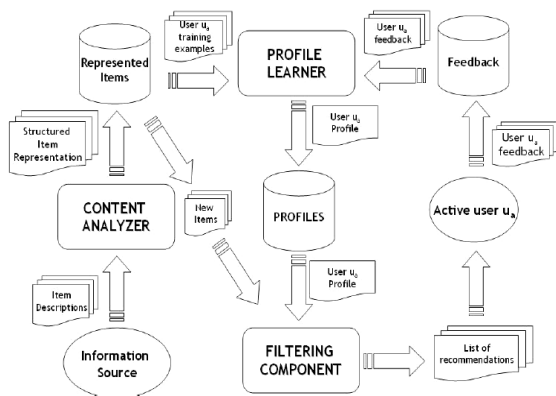 User ua
training
examples
User ua
feedback
Represented
Items
PROFILE
LEARNER
Feedback
Structured
Item
Representation
User ua
Profile
User ua
feedback
CONTENT
ANALYZER
New
Items
PROFILES
Active user ua
Item
Descriptions
User ua
Profile
Information
Source
FILTERING
COMPONENT
List of
recommendations